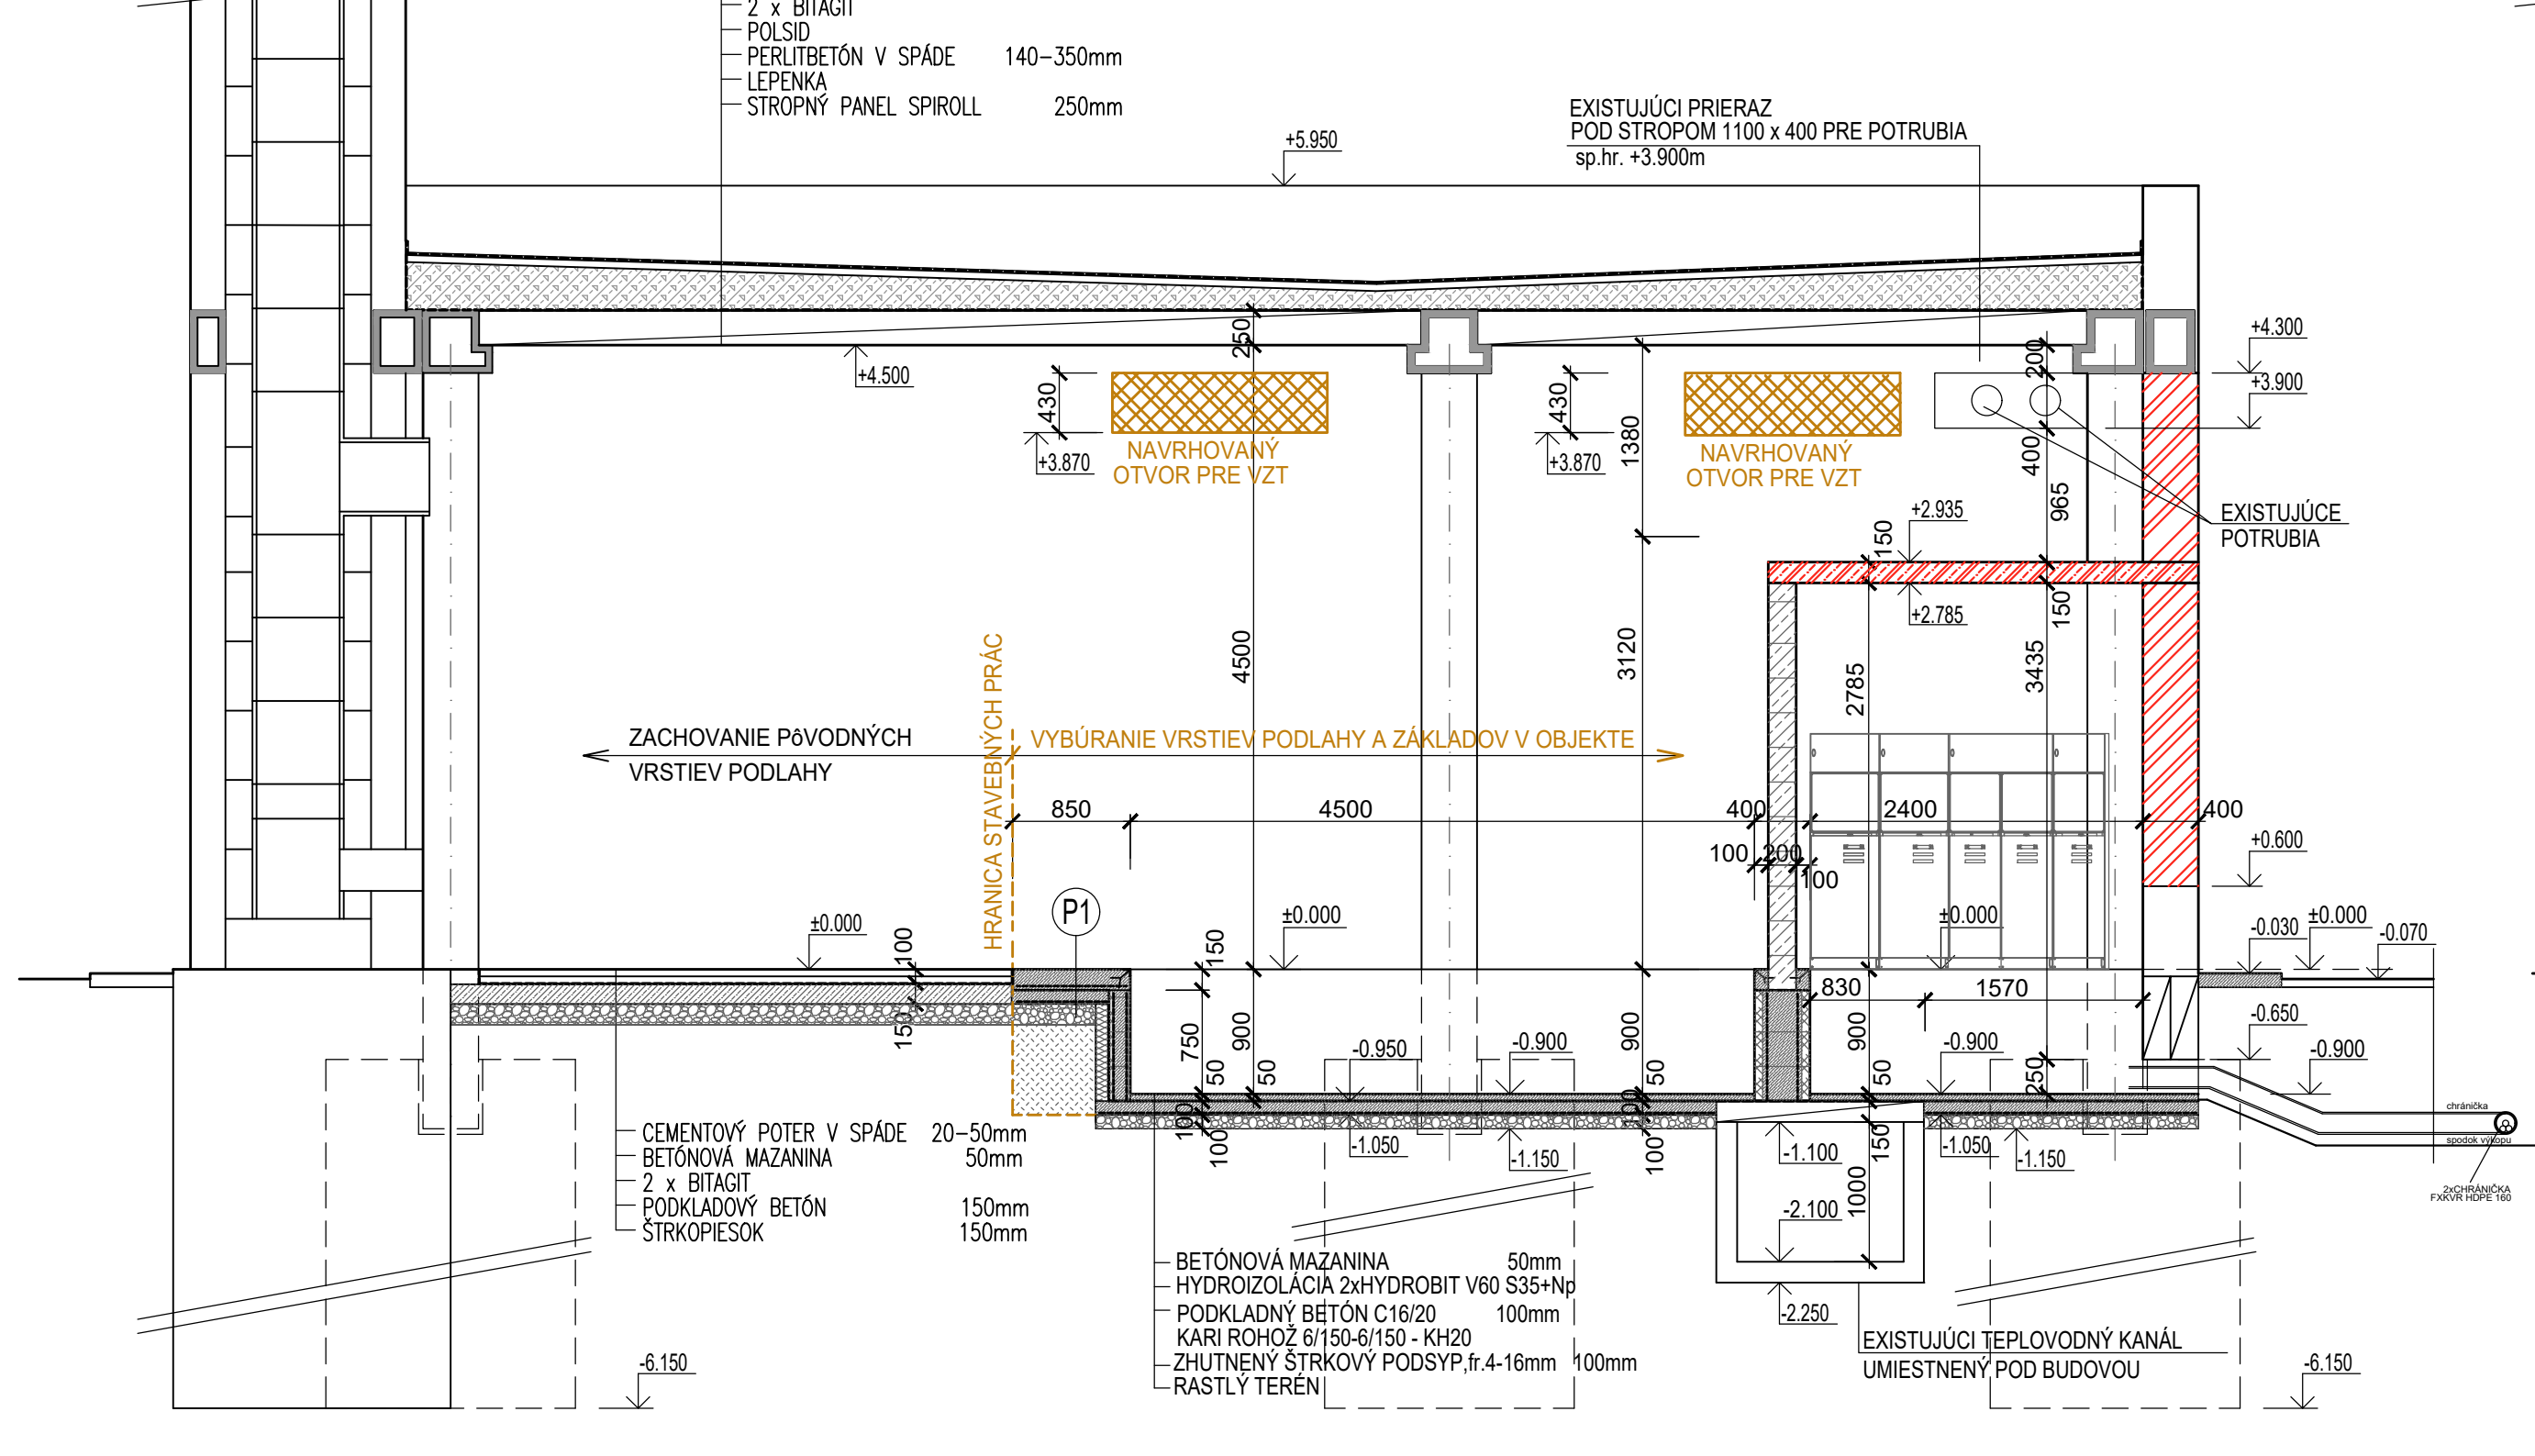 2 x BITAGIT
POLSID
PERLITBETÓN V SPÁDE 140-350mm
LEPENKA
STROPNÝ PANEL SPIROLL 250mm
EXISTUJÚCI PRIERAZ
POD STROPOM 1100 x 400 PRE POTRUBIA
sp.hr. +3.900m
+5.950
+4.300
+3.900
250
200
+4.500
430
+3.870
NAVRHOVANÝ
OTVOR PRE VZT
430
+3.870
1380
NAVRHOVANÝ
OTVOR PRE VZT
400
965
EXISTUJÚCE
POTRUBIA
+2.935
150
+2.785
150
4500
3120
2785
3435
HRANICA STAVEBNÝCH PRÁC
ZACHOVANIE PôVODNÝCH
VRSTIEV PODLAHY
VYBÚRANIE VRSTIEV PODLAHY A ZÁKLADOV V OBJEKTE
850
4500
400
2400
400
100
200
100
+0.600
P1
±0.000
±0.000
±0.000
-0.030
±0.000
-0.070
100
150
150
830
1570
750
50
900
50
900
50
900
50
250
-0.950
-0.900
-0.900
-0.650
-0.900
100
100
100
100
150
1000
-1.050
-1.150
-1.100
-1.050
-1.150
-2.100
-2.250
chránička
spodok výkopu
2xCHRÁNIČKA
FXKVR HDPE 160
CEMENTOVÝ POTER V SPÁDE 20-50mm
BETÓNOVÁ MAZANINA 50mm
2 x BITAGIT
PODKLADOVÝ BETÓN 150mm
ŠTRKOPIESOK 150mm
BETÓNOVÁ MAZANINA 50mm
HYDROIZOLÁCIA 2xHYDROBIT V60 S35+Np
PODKLADNÝ BETÓN C16/20 100mm
KARI ROHOŽ 6/150-6/150 - KH20
ZHUTNENÝ ŠTRKOVÝ PODSYP,fr.4-16mm 100mm
RASTLÝ TERÉN
EXISTUJÚCI TEPLOVODNÝ KANÁL
UMIESTNENÝ POD BUDOVOU
-6.150
-6.150